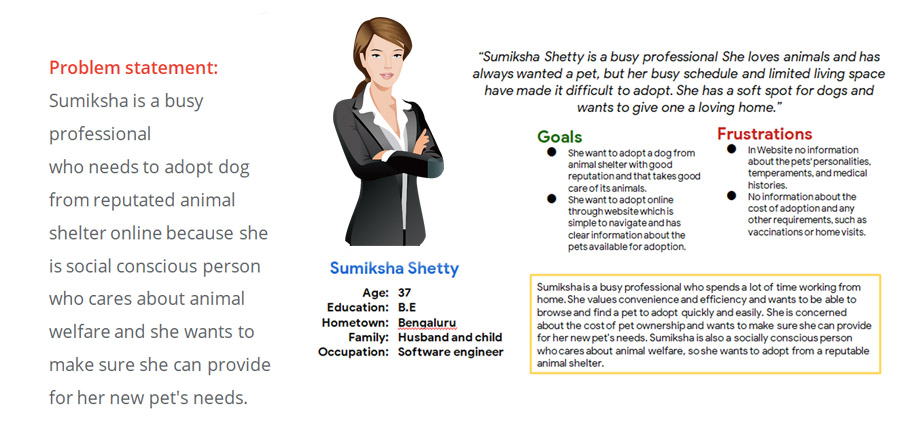 Problem statement:
Sumiksha is a busy
professional
who needs to adopt dog
from reputated animal
shelter online because she
is social conscious person
who cares about animal
welfare and she wants to
make sure she can provide
for her new pet's needs.
Sumiksha Shetty
Age: 37
Education: B.E
Hometown: Bengaluru
Family: Husband and child
Occupation: Software engineer
“Sumiksha Shetty is a busy professional She loves animals and has
always wanted a pet, but her busy schedule and limited living space
have made it difficult to adopt. She has a soft spot for dogs and
wants to give one a loving home.”
Goals
● She want to adopt a dog from
animal shelter with good
reputation and that takes good
care of its animals.
● She want to adopt online
through website which is
simple to navigate and has
clear information about the
pets available for adoption.
Frustrations
● In Website no information
about the pets' personalities,
temperaments, and medical
histories.
● No information about the
cost of adoption and any
other requirements, such as
vaccinations or home visits.
Sumiksha is a busy professional who spends a lot of time working from
home. She values convenience and efficiency and wants to be able to
browse and find a pet to adopt quickly and easily. She is concerned
about the cost of pet ownership and wants to make sure she can provide
for her new pet's needs. Sumiksha is also a socially conscious person
who cares about animal welfare, so she wants to adopt from a reputable
animal shelter.